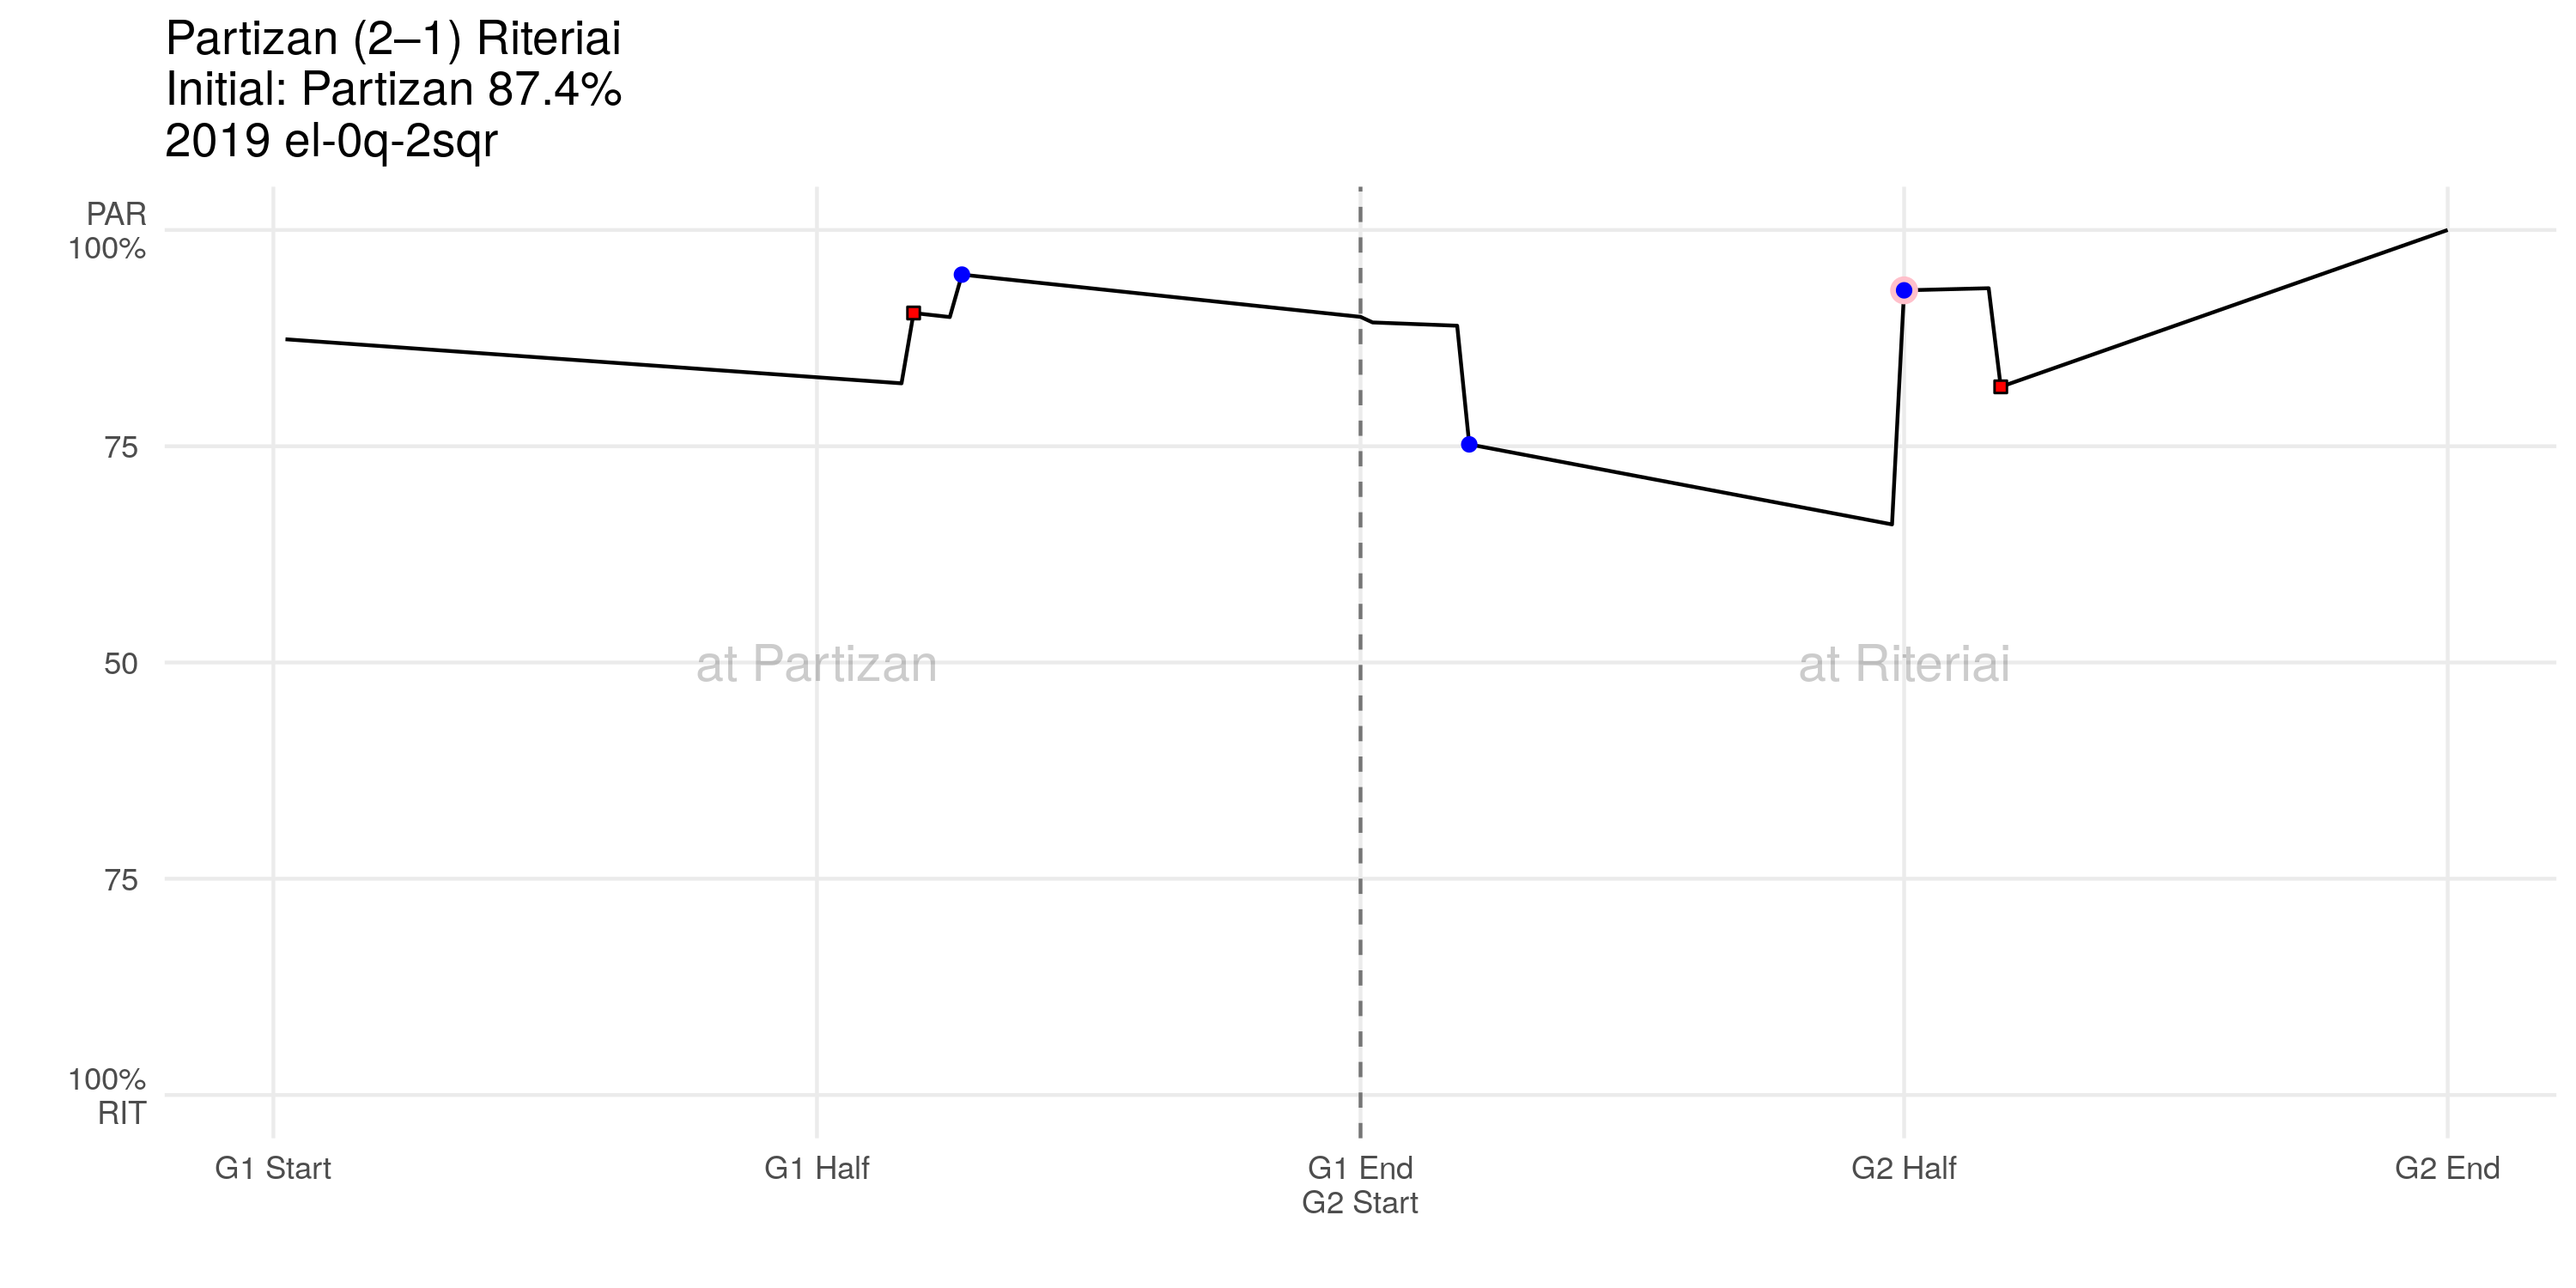 Partizan (2–1) Riteriai
Initial: Partizan 87.4%
2019 el-0q-2sqr
PAR
100%
75
50
75
100%
RIT
at Partizan
at Riteriai
G1 Start
G1 Half
G1 End
G2 Start
G2 Half
G2 End